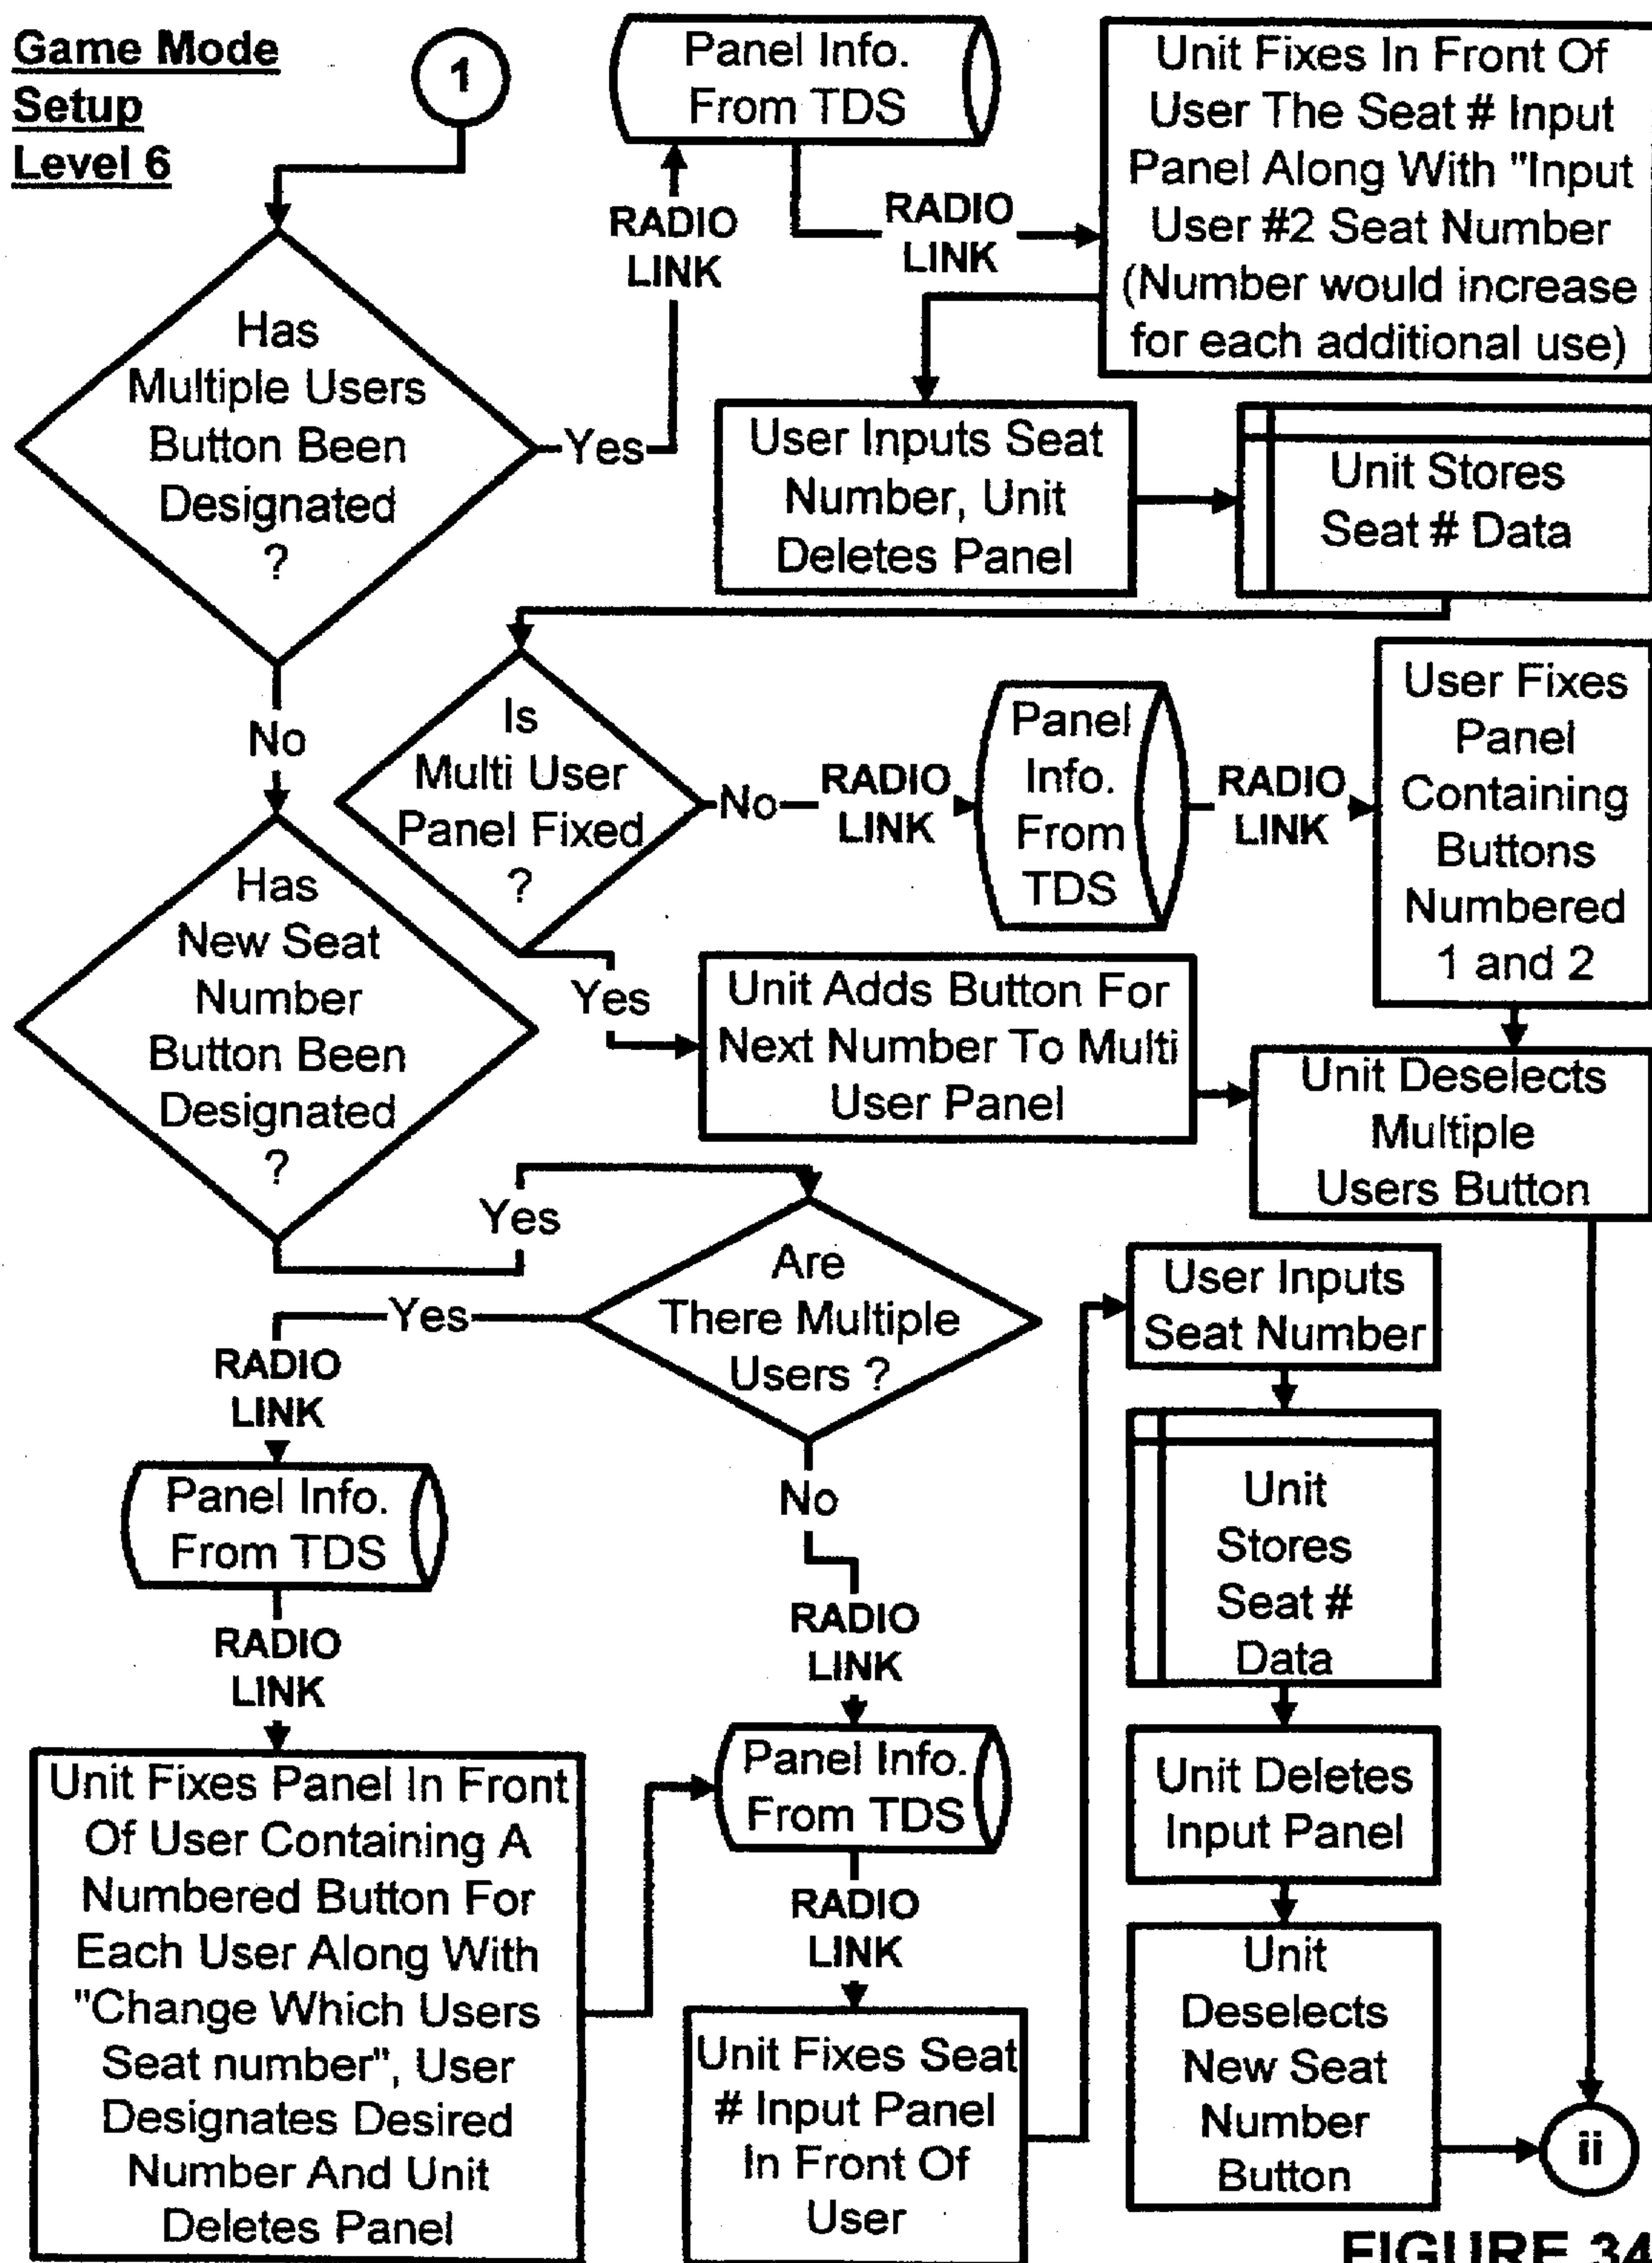 Game Mode
Setup
Level 6
1
Panel Info.
From TDS
Unit Fixes In Front Of
User The Seat # Input
Panel Along With "Input
User #2 Seat Number
(Number would increase
for each additional use)
RADIO
LINK
RADIO
LINK
Has
Multiple Users
Button Been
Designated
?
Yes
User Inputs Seat
Number, Unit
Deletes Panel
Unit Stores
Seat # Data
No
Is
Multi User
Panel Fixed
?
No
RADIO
LINK
Panel
Info.
From
TDS
RADIO
LINK
User Fixes
Panel
Containing
Buttons
Numbered
1 and 2
Has
New Seat
Number
Button Been
Designated
?
Yes
Unit Adds Button For
Next Number To Multi
User Panel
Unit Deselects
Multiple
Users Button
Yes
Are
There Multiple
Users ?
Yes
RADIO
LINK
Panel Info.
From TDS
RADIO
LINK
No
RADIO
LINK
User Inputs
Seat Number
Unit
Stores
Seat #
Data
Unit Fixes Panel In Front
Of User Containing A
Numbered Button For
Each User Along With
"Change Which Users
Seat number", User
Designates Desired
Number And Unit
Deletes Panel
Panel Info.
From TDS
RADIO
LINK
Unit Fixes Seat
# Input Panel
In Front Of
User
Unit Deletes
Input Panel
Unit
Deselects
New Seat
Number
Button
ii
FIGURE 34